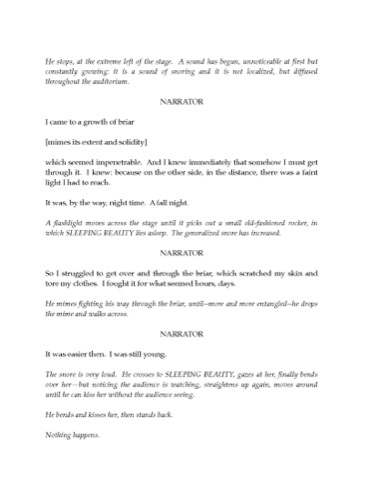 He stops, at the extreme left of the stage.  A sound has begun, unnoticeable at first but
constantly growing: it is a sound of snoring and it is not localized, but diffused
throughout the auditorium.
NARRATOR
I came to a growth of briar
[mimes its extent and solidity]
which seemed impenetrable.  And I knew immediately that somehow I must get
through it.  I knew: because on the other side, in the distance, there was a faint
light I had to reach.
It was, by the way, night time.  A fall night.
A flashlight moves across the stage until it picks out a small old-fashioned rocker, in
which SLEEPING BEAUTY lies asleep.  The generalized snore has increased.
NARRATOR
So I struggled to get over and through the briar, which scratched my skin and
tore my clothes.  I fought it for what seemed hours, days.
He mimes fighting his way through the briar, until--more and more entangled--he drops
the mime and walks across.
NARRATOR
It was easier then.  I was still young.
The snore is very loud.  He crosses to SLEEPING BEAUTY, gazes at her, finally bends
over her--but noticing the audience is watching, straightens up again, moves around
until he can kiss her without the audience seeing.
He bends and kisses her, then stands back.
Nothing happens.